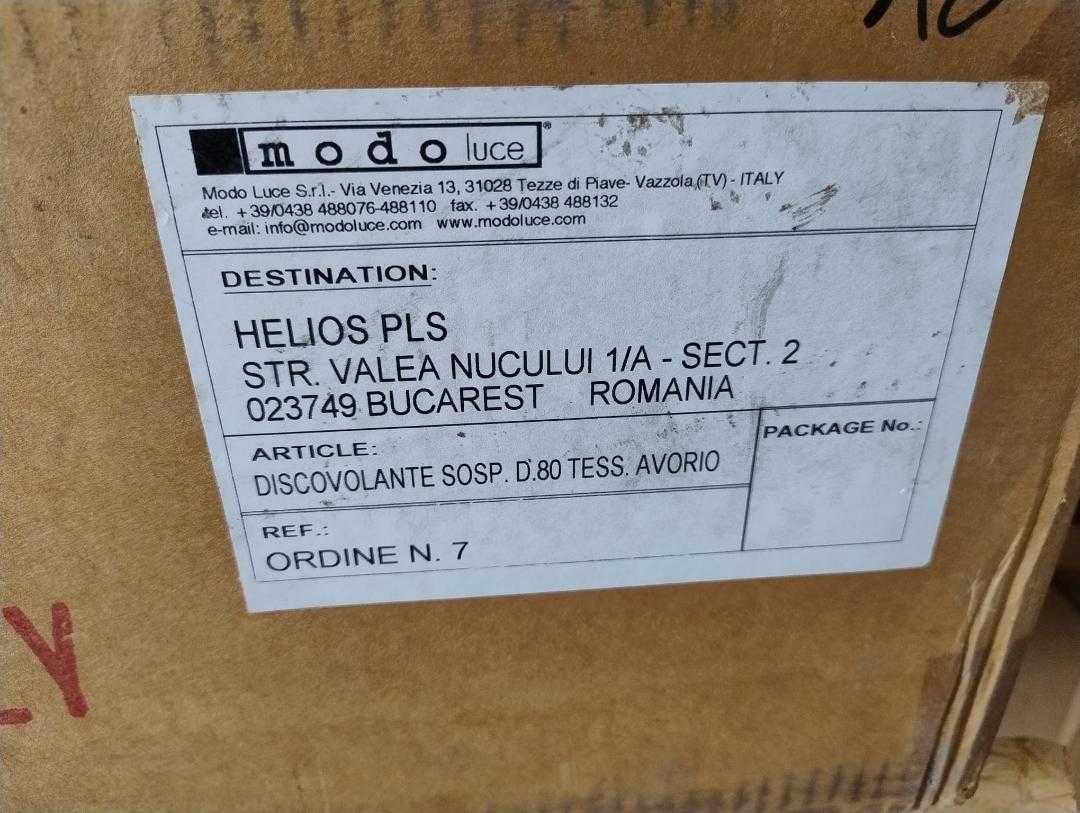 modo luce®
Modo Luce S.r.l.- Via Venezia 13, 31028 Tezze di Piave- Vazzola (TV) - ITALY
tel. +39/0438 488076-488110 fax. +39/0438 488132
e-mail: info@modoluce.com www.modoluce.com
DESTINATION:
HELIOS PLS
STR. VALEA NUCULUI 1/A - SECT. 2
023749 BUCAREST ROMANIA
ARTICLE:
DISCOVOLANTE SOSP. D.80 TESS. AVORIO
PACKAGE No.:
REF.:
ORDINE N. 7